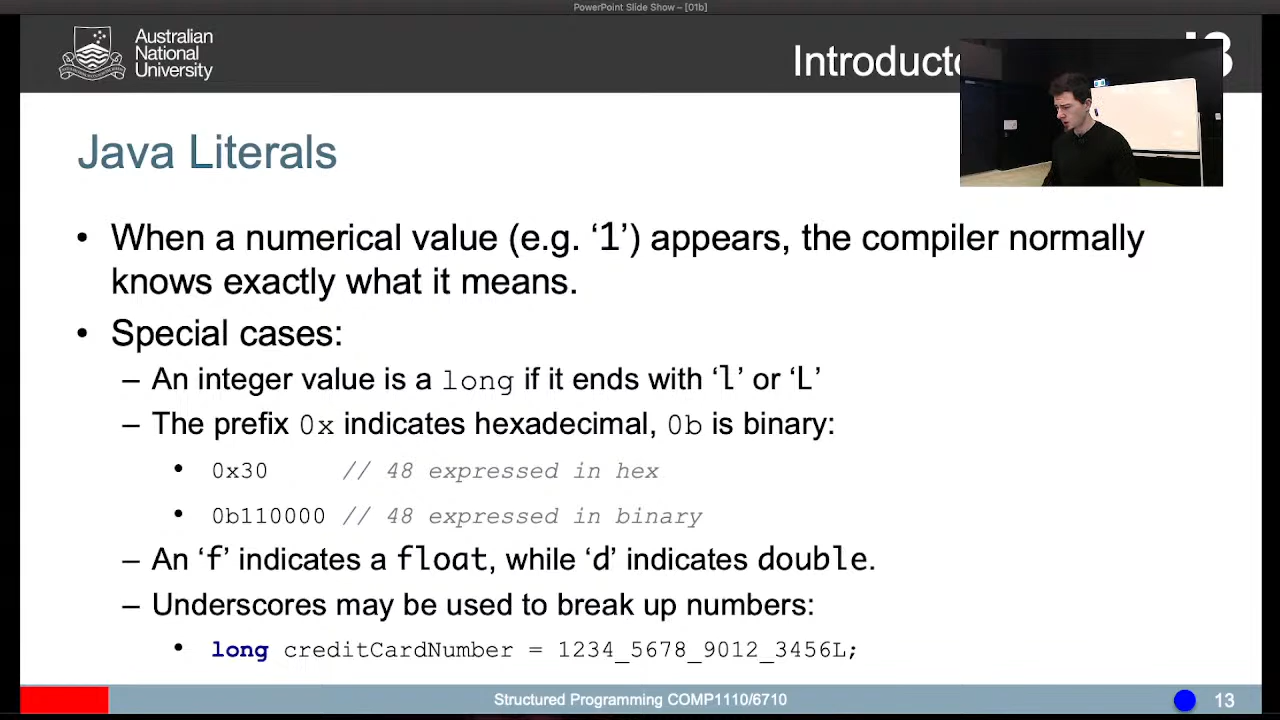 PowerPoint Slide Show – [01b]
Australian
National
University
Java Literals
• When a numerical value (e.g. ‘1’) appears, the compiler normally
knows exactly what it means.
• Special cases:
– An integer value is a long if it ends with ‘l’ or ‘L’
– The prefix 0x indicates hexadecimal, 0b is binary:
• 0x30 // 48 expressed in hex
• 0b110000 // 48 expressed in binary
– An ‘f’ indicates a float, while ‘d’ indicates double.
– Underscores may be used to break up numbers:
• long creditCardNumber = 1234_5678_9012_3456L;
Structured Programming COMP1110/6710
13